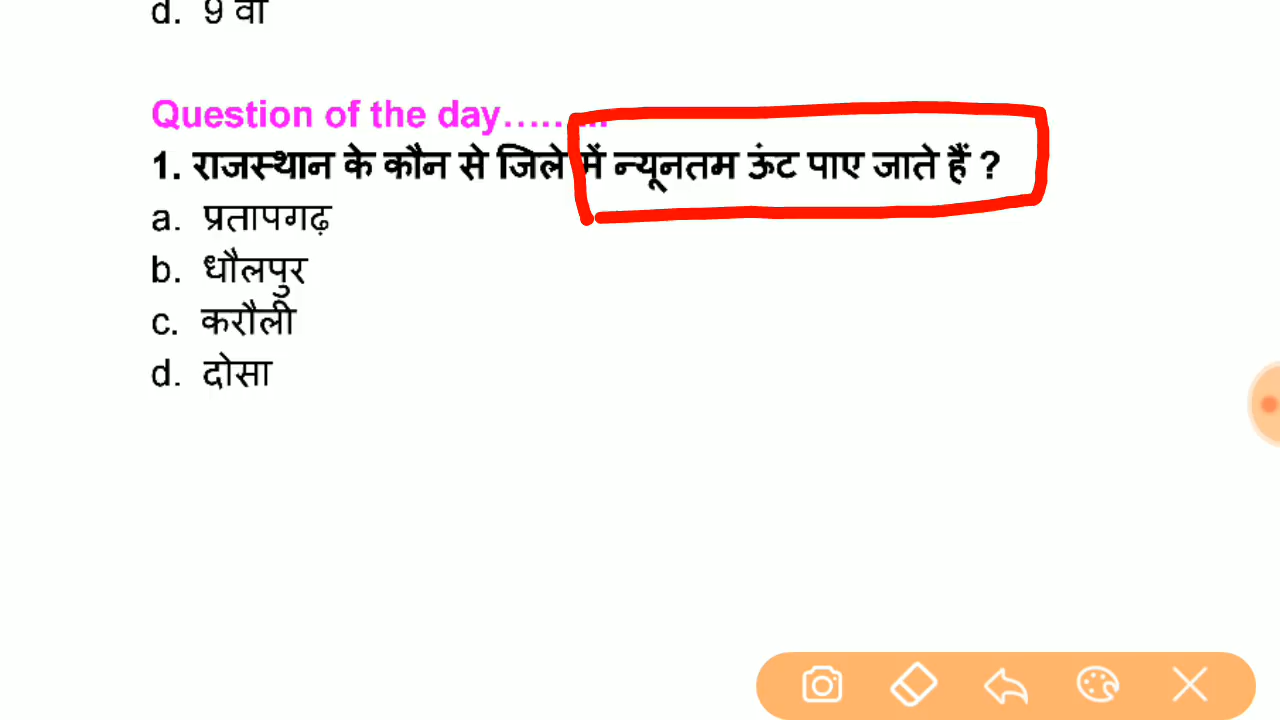 d. 9 वी
Question of the day.........
1. राजस्थान के कौन से जिले में न्यूनतम ऊंट पाए जाते हैं ?
a. प्रतापगढ़
b. धौलपुर
c. करौली
d. दोसा